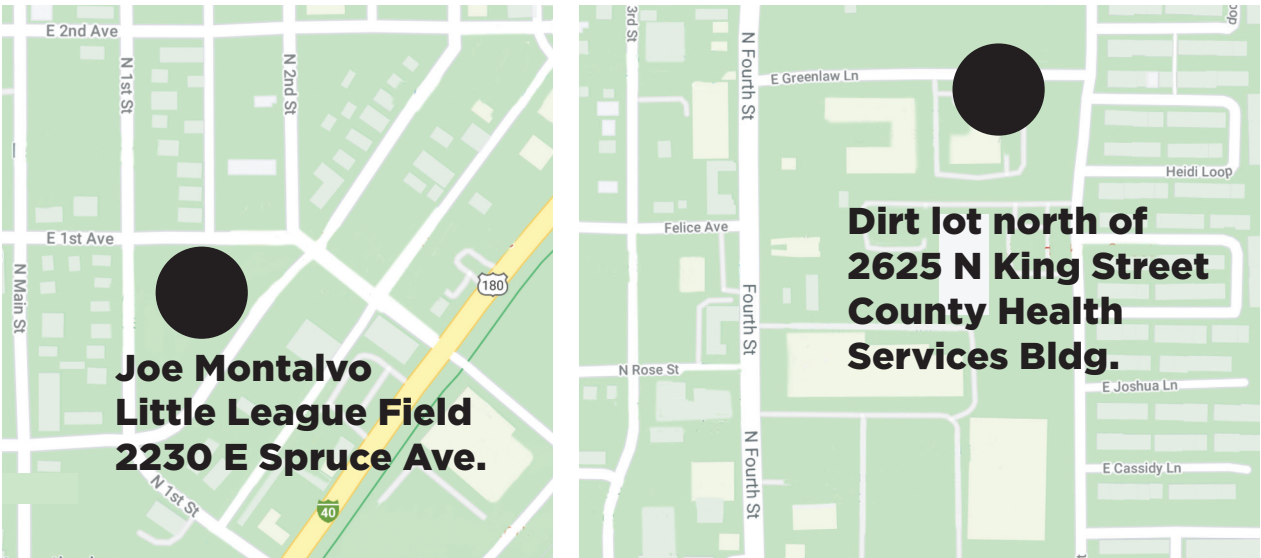 E 2nd Ave
N 1st St
N 2nd St
E 1st Ave
N Main St
180
Joe Montalvo
Little League Field
2230 E Spruce Ave.
N 1st St
40
3rd St
N Fourth St
E Greenlaw Ln
Heidi Loop
Felice Ave
Dirt lot north of
2625 N King Street
County Health
Services Bldg.
Fourth St
N Rose St
E Joshua Ln
N Fourth St
E Cassidy Ln